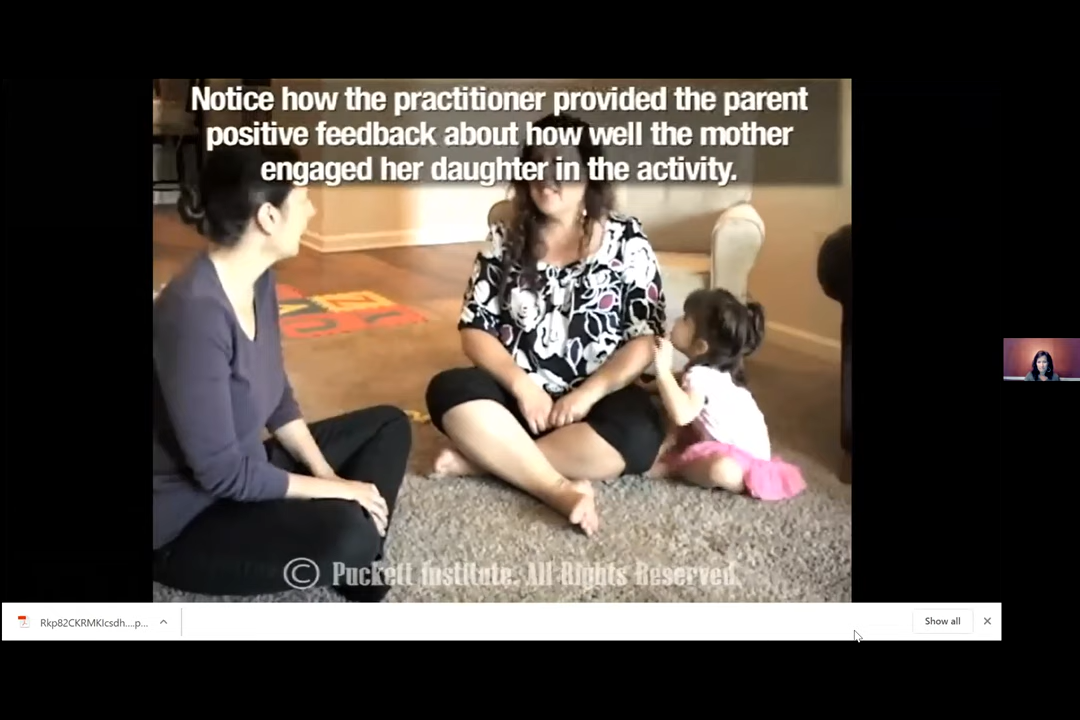 Notice how the practitioner provided the parent
positive feedback about how well the mother
engaged her daughter in the activity.
© Puckett Institute. All Rights Reserved.
Rkp82CKRMKIcsdh....p...
Show all